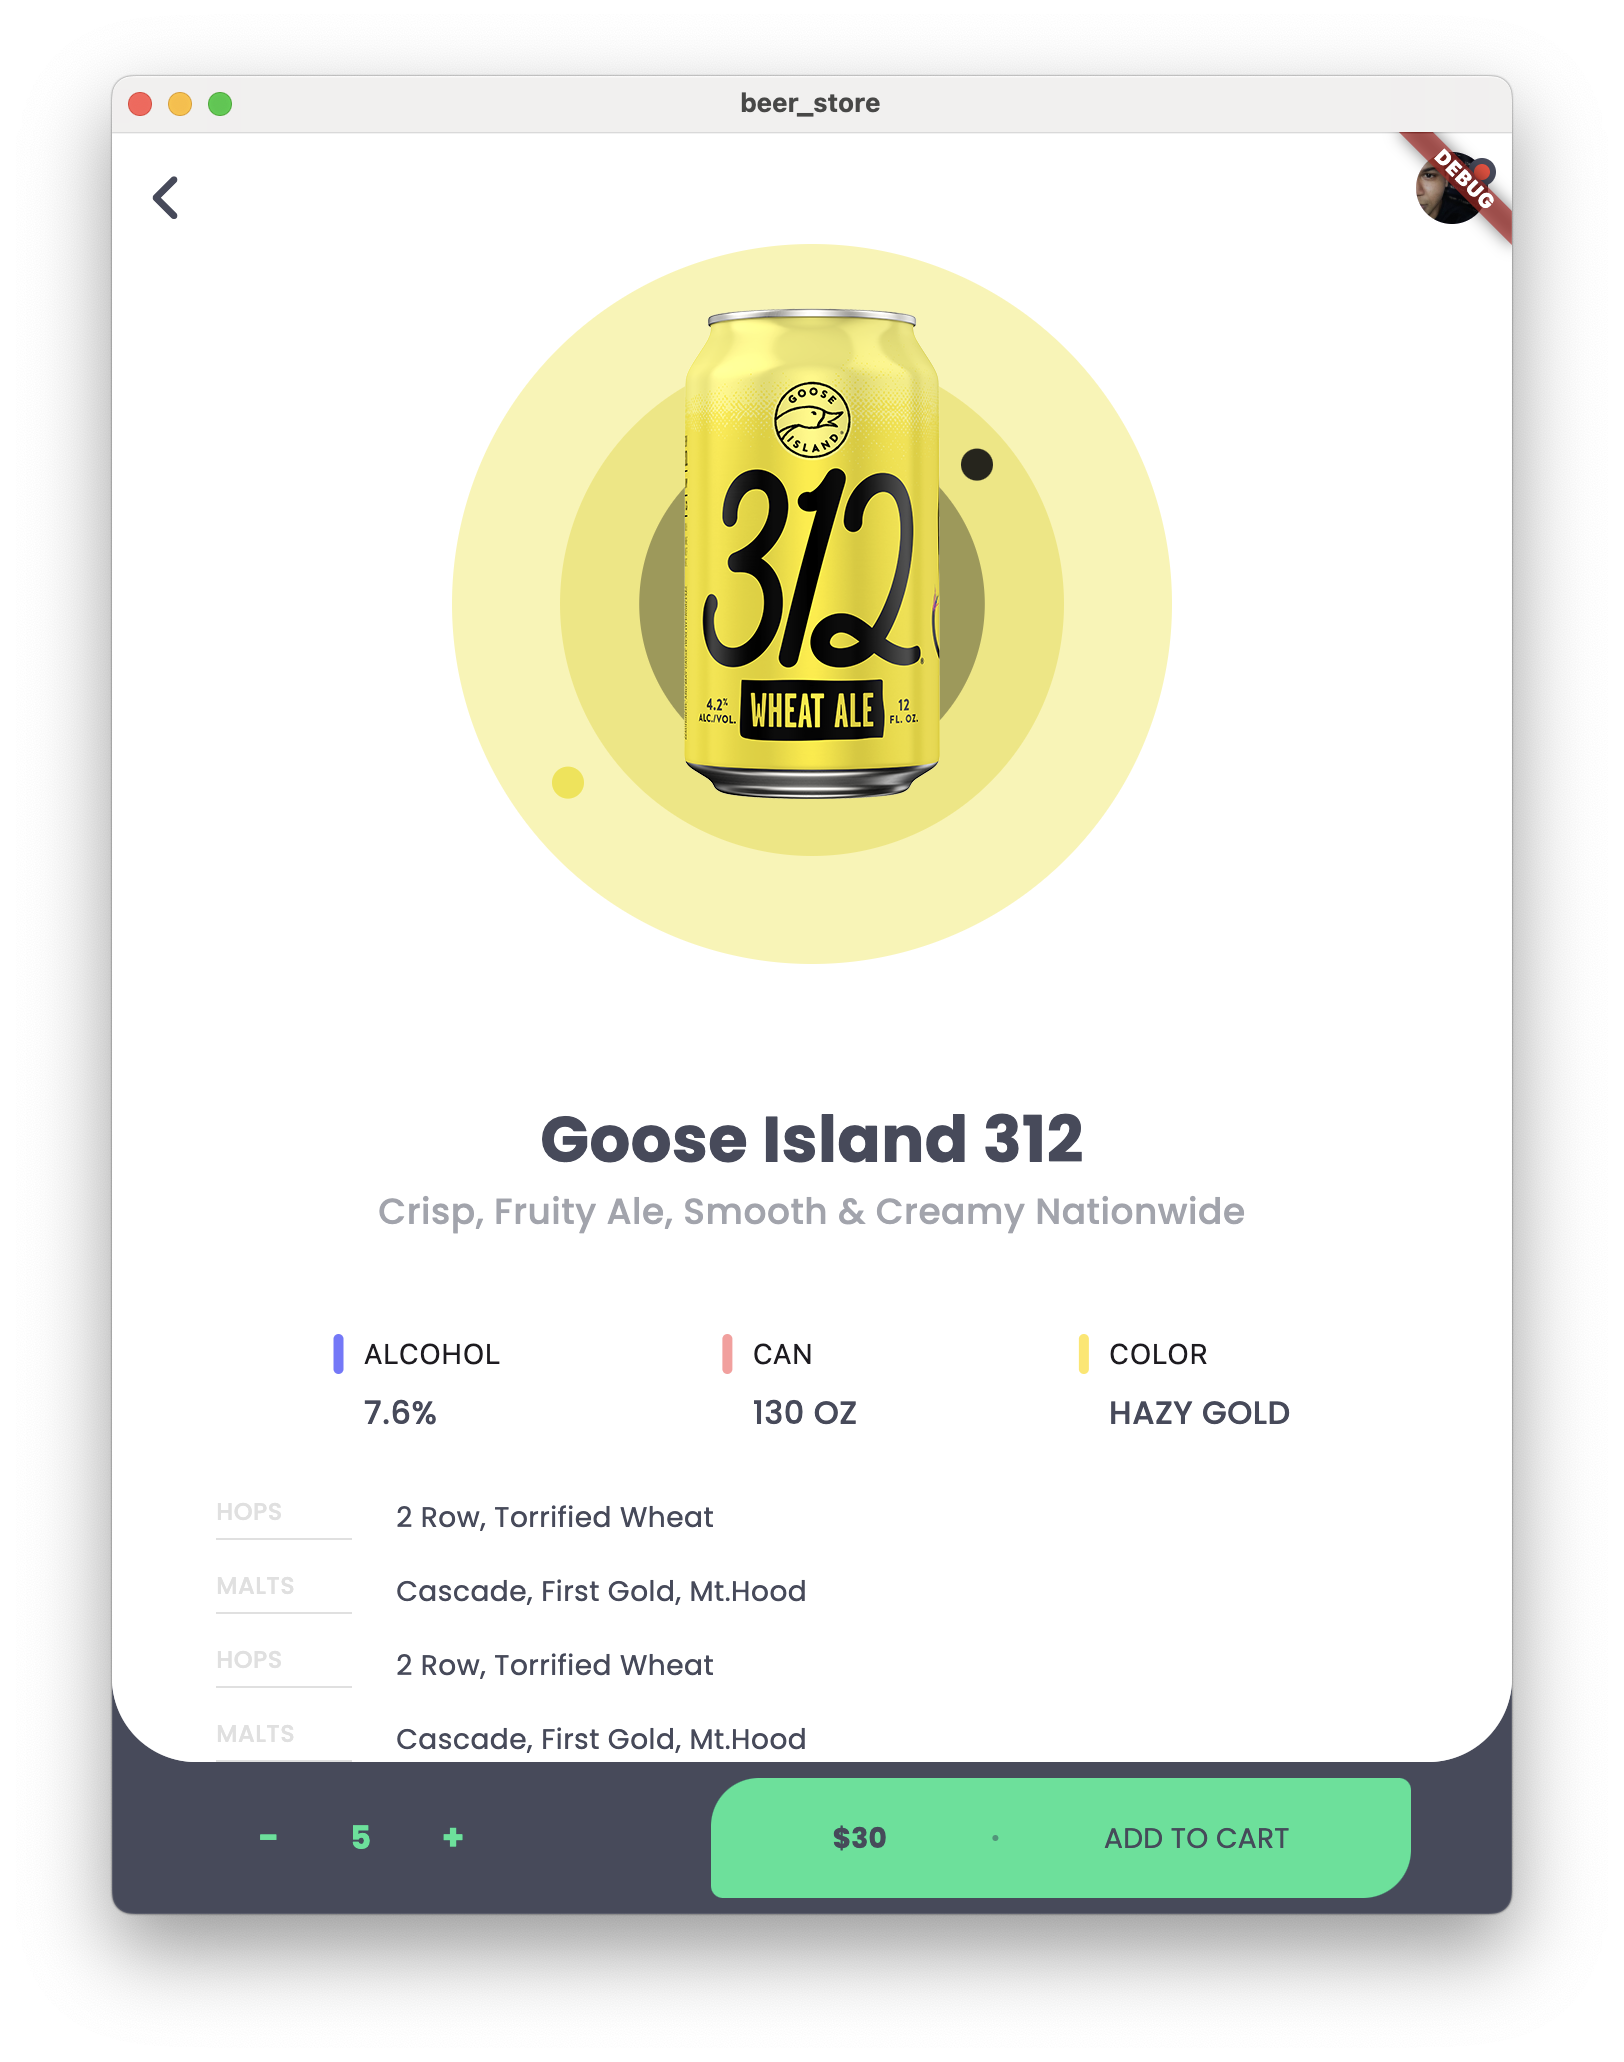 beer_store
DEBUG
GOOSE
ISLAND
312
4.2%
ALC./VOL.
WHEAT ALE
12
FL. OZ.
Goose Island 312
Crisp, Fruity Ale, Smooth & Creamy Nationwide
ALCOHOL
7.6%
CAN
130 OZ
COLOR
HAZY GOLD
HOPS 2 Row, Torrified Wheat
MALTS Cascade, First Gold, Mt.Hood
HOPS 2 Row, Torrified Wheat
MALTS Cascade, First Gold, Mt.Hood
- 5 + $30 · ADD TO CART